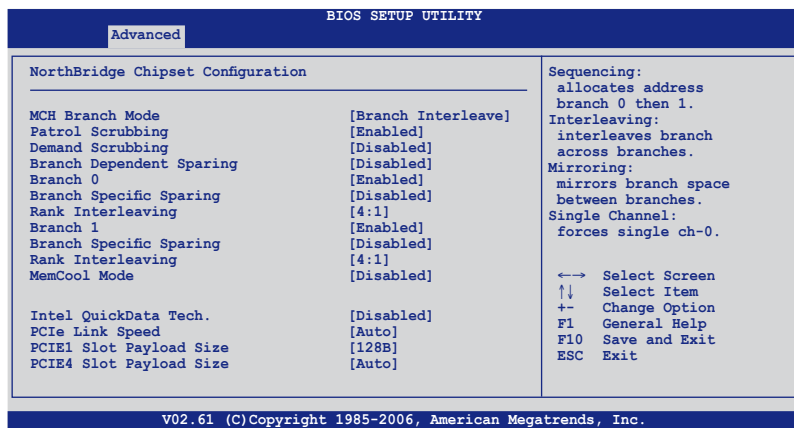 BIOS SETUP UTILITY
Advanced
NorthBridge Chipset Configuration
MCH Branch Mode [Branch Interleave]
Patrol Scrubbing [Enabled]
Demand Scrubbing [Disabled]
Branch Dependent Sparing [Disabled]
Branch 0 [Enabled]
Branch Specific Sparing [Disabled]
Rank Interleaving [4:1]
Branch 1 [Enabled]
Branch Specific Sparing [Disabled]
Rank Interleaving [4:1]
MemCool Mode [Disabled]
Intel QuickData Tech. [Disabled]
PCIe Link Speed [Auto]
PCIE1 Slot Payload Size [128B]
PCIE4 Slot Payload Size [Auto]
Sequencing:
allocates address
branch 0 then 1.
Interleaving:
interleaves branch
across branches.
Mirroring:
mirrors branch space
between branches.
Single Channel:
forces single ch-0.
←→ Select Screen
↑↓ Select Item
+- Change Option
F1 General Help
F10 Save and Exit
ESC Exit
V02.61 (C)Copyright 1985-2006, American Megatrends, Inc.